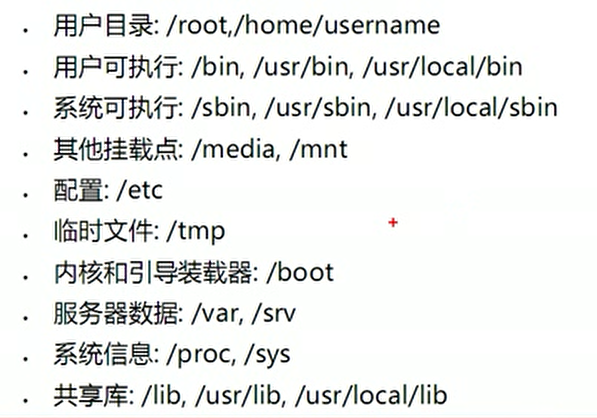 · 用户目录: /root,/home/username
· 用户可执行: /bin, /usr/bin, /usr/local/bin
· 系统可执行: /sbin, /usr/sbin, /usr/local/sbin
· 其他挂载点: /media, /mnt
· 配置: /etc
· 临时文件: /tmp
· 内核和引导装载器: /boot
· 服务器数据: /var, /srv
· 系统信息: /proc, /sys
· 共享库: /lib, /usr/lib, /usr/local/lib